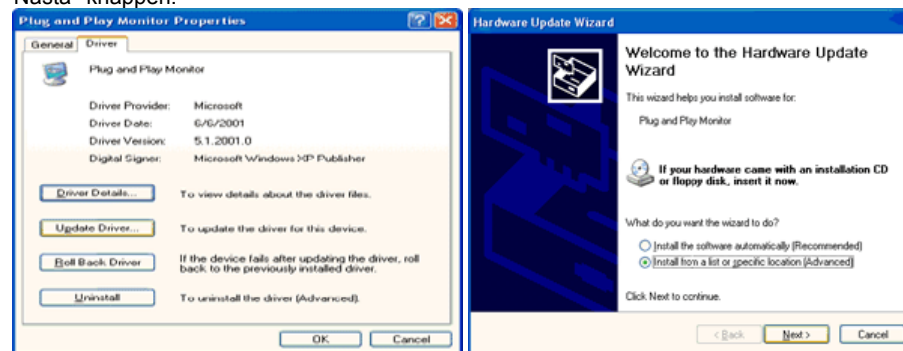 "Nästa" knappen.
Plug and Play Monitor Properties
General Driver
Plug and Play Monitor
Driver Provider: Microsoft
Driver Date: 6/6/2001
Driver Version: 5.1.2001.0
Digital Signer: Microsoft Windows XP Publisher
Driver Details... To view details about the driver files.
Update Driver... To update the driver for this device.
Roll Back Driver If the device fails after updating the driver, roll
back to the previously installed driver.
Uninstall To uninstall the driver (Advanced).
OK Cancel
Hardware Update Wizard
Welcome to the Hardware Update
Wizard
This wizard helps you install software for:
Plug and Play Monitor
If your hardware came with an installation CD
or floppy disk, insert it now.
What do you want the wizard to do?
Install the software automatically (Recommended)
Install from a list or specific location (Advanced)
Click Next to continue.
< Back Next > Cancel